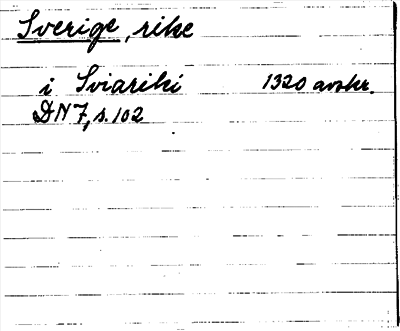 Sverige, rike
i Sviariki 1320 avskr.
DN 7, s. 102